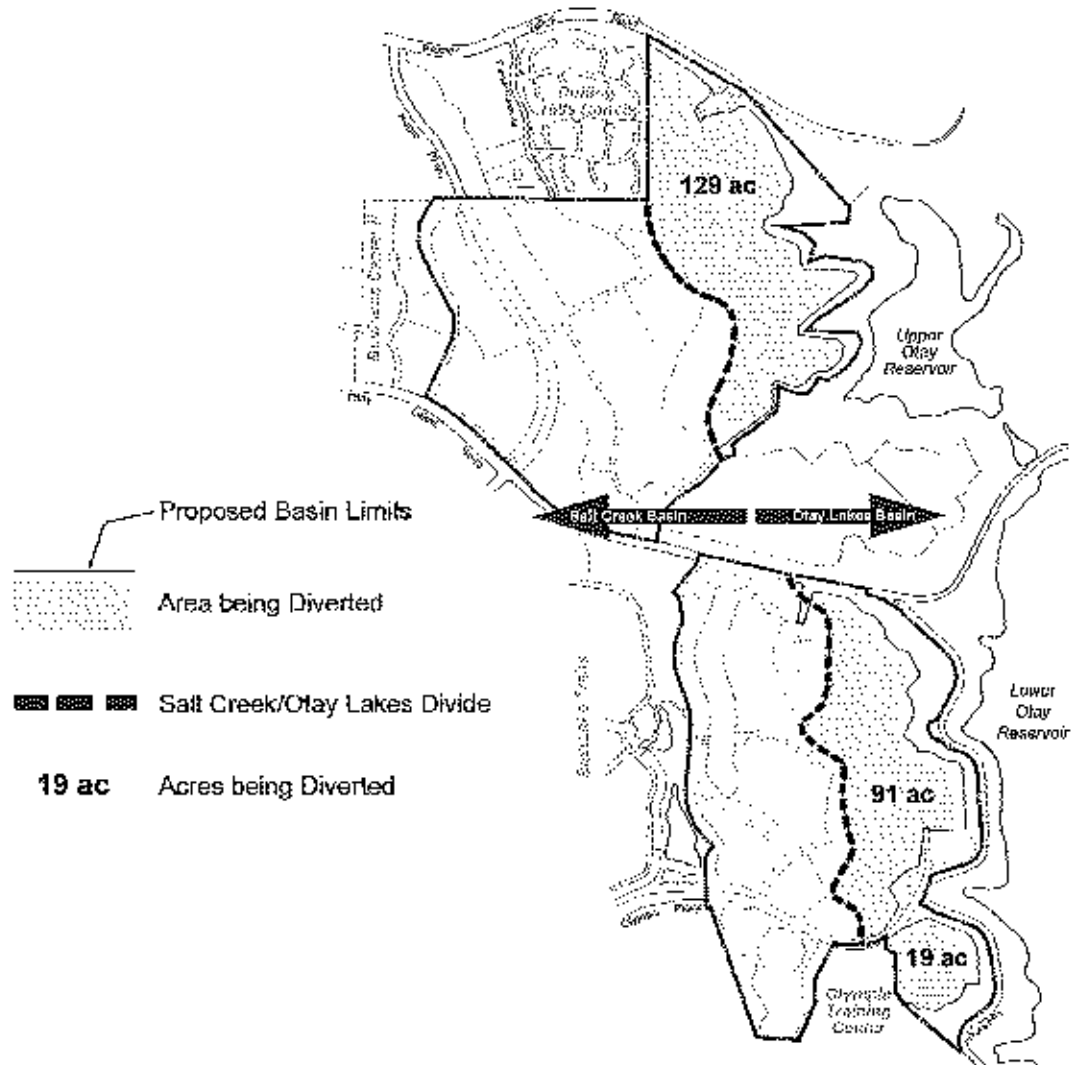 129 ac
Upper
Otay
Reservoir
Salt Creek Basin
Otay Lakes Basin
Proposed Basin Limits
Area being Diverted
Salt Creek/Otay Lakes Divide
19 ac Acres being Diverted
Lower
Otay
Reservoir
91 ac
19 ac
Olympic
Training
Center